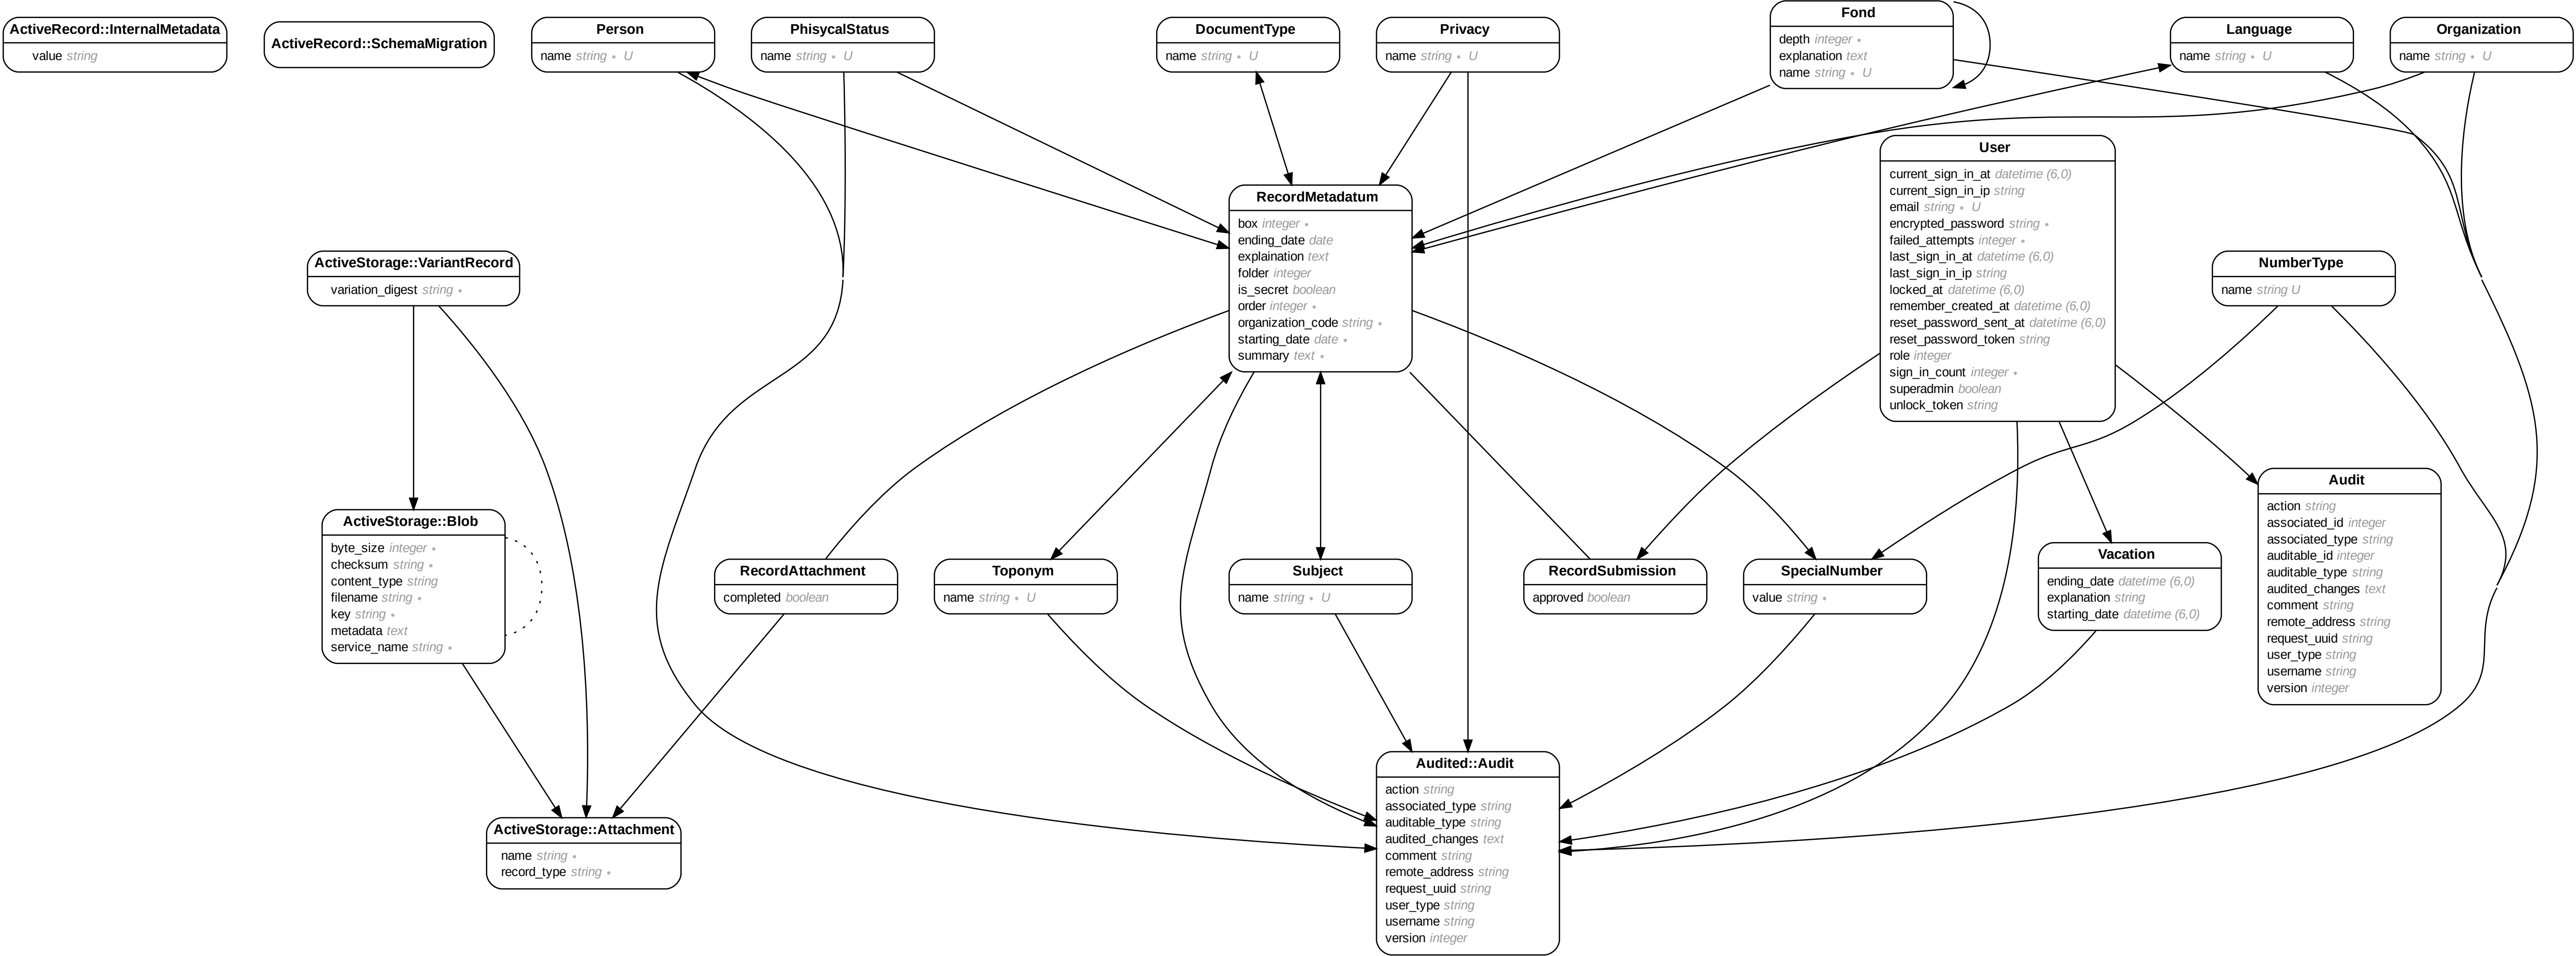 ActiveRecord::InternalMetadata
value string
ActiveRecord::SchemaMigration
Person
name string • U
PhisycalStatus
name string • U
DocumentType
name string • U
Privacy
name string • U
Fond
depth integer •
explanation text
name string • U
Language
name string • U
Organization
name string • U
User
current_sign_in_at datetime (6,0)
current_sign_in_ip string
email string • U
encrypted_password string •
failed_attempts integer •
last_sign_in_at datetime (6,0)
last_sign_in_ip string
locked_at datetime (6,0)
remember_created_at datetime (6,0)
reset_password_sent_at datetime (6,0)
reset_password_token string
role integer
sign_in_count integer •
superadmin boolean
unlock_token string
RecordMetadatum
box integer •
ending_date date
explaination text
folder integer
is_secret boolean
order integer •
organization_code string •
starting_date date •
summary text •
ActiveStorage::VariantRecord
variation_digest string •
NumberType
name string U
Audit
action string
associated_id integer
associated_type string
auditable_id integer
auditable_type string
audited_changes text
comment string
remote_address string
request_uuid string
user_type string
username string
version integer
ActiveStorage::Blob
byte_size integer •
checksum string •
content_type string
filename string •
key string •
metadata text
service_name string •
RecordAttachment
completed boolean
Toponym
name string • U
Subject
name string • U
RecordSubmission
approved boolean
SpecialNumber
value string •
Vacation
ending_date datetime (6,0)
explanation string
starting_date datetime (6,0)
Audited::Audit
action string
associated_type string
auditable_type string
audited_changes text
comment string
remote_address string
request_uuid string
user_type string
username string
version integer
ActiveStorage::Attachment
name string •
record_type string •